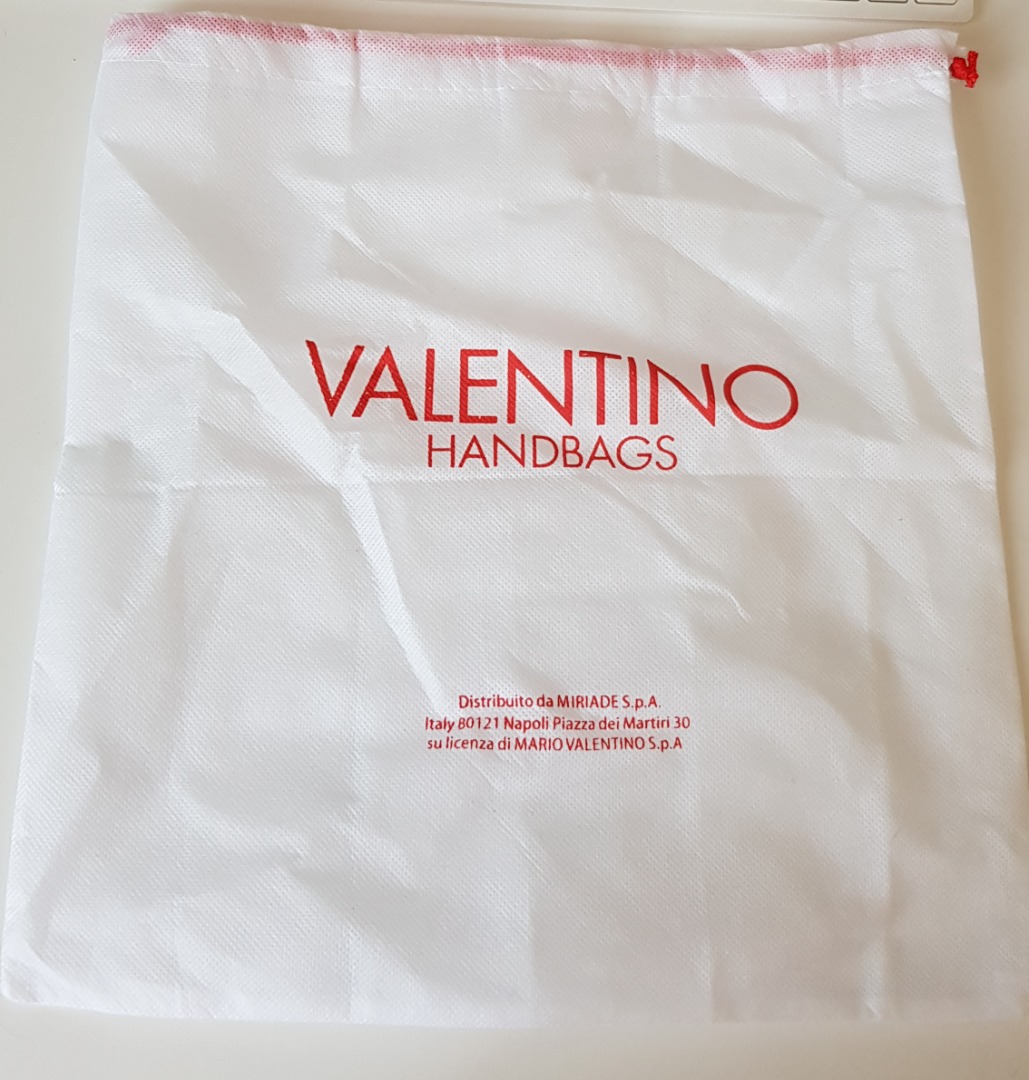 VALENTINO
HANDBAGS
Distribuito da MIRIADE S.p.A.
Italy 80121 Napoli Piazza dei Martiri 30
su licenza di MARIO VALENTINO S.p.A